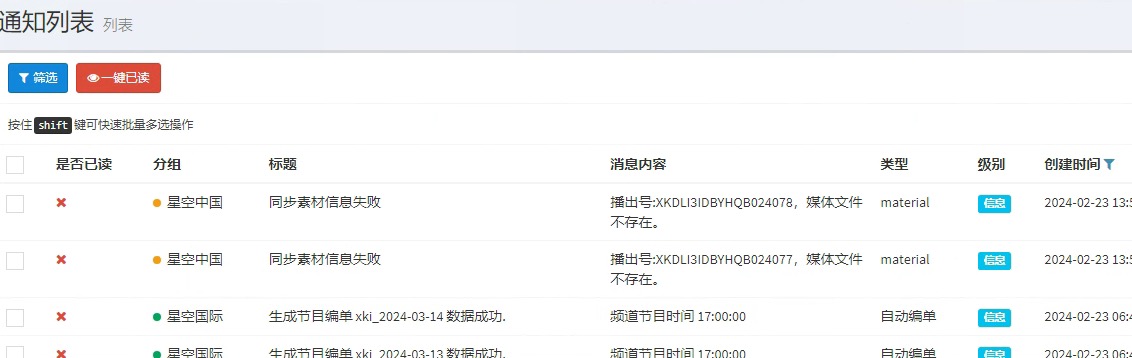 通知列表 列表
筛选 一键已读
按住 shift 键可快速批量多选操作
是否已读 分组 标题 消息内容 类型 级别 创建时间
星空中国 同步素材信息失败 播出号:XKDLI3IDBYHQB024078，媒体文件 material 信息 2024-02-23 13:5
不存在。
星空中国 同步素材信息失败 播出号:XKDLI3IDBYHQB024077，媒体文件 material 信息 2024-02-23 13:5
不存在。
星空国际 生成节目编单 xki_2024-03-14 数据成功. 频道节目时间 17:00:00 自动编单 信息 2024-02-23 06:4
星空国际 生成节目编单 xki_2024-03-13 数据成功. 频道节目时间 17:00:00 自动编单 信息 2024-02-23 06:4